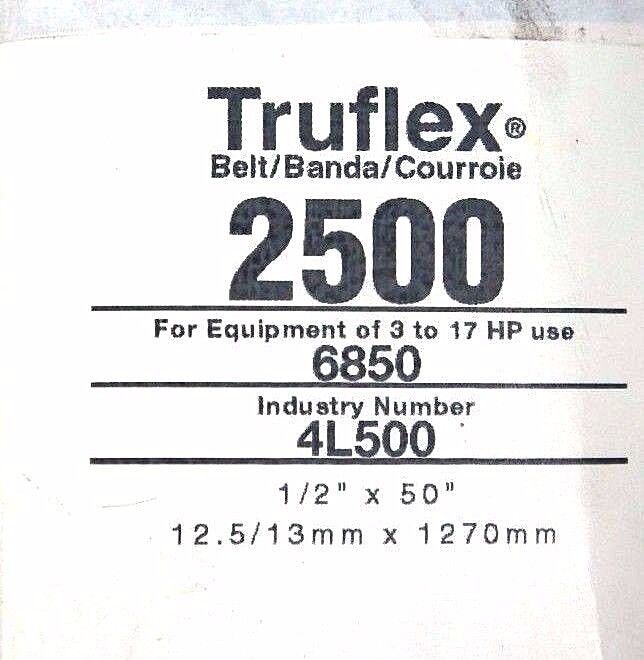 Truflex®
Belt/Banda/Courroie
2500
For Equipment of 3 to 17 HP use
6850
Industry Number
4L500
1/2" x 50"
12.5/13mm x 1270mm